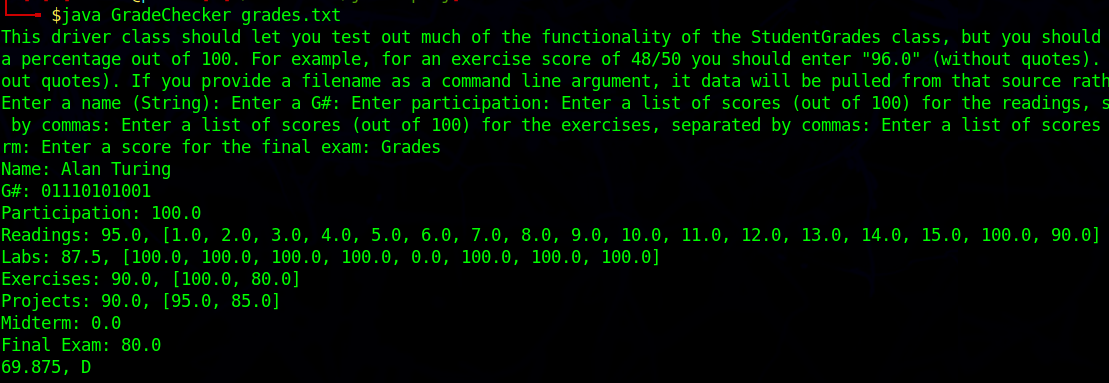 $java GradeChecker grades.txt
This driver class should let you test out much of the functionality of the StudentGrades class, but you should
a percentage out of 100. For example, for an exercise score of 48/50 you should enter "96.0" (without quotes).
out quotes). If you provide a filename as a command line argument, it data will be pulled from that source rath
Enter a name (String): Enter a G#: Enter participation: Enter a list of scores (out of 100) for the readings, s
by commas: Enter a list of scores (out of 100) for the exercises, separated by commas: Enter a list of scores
rm: Enter a score for the final exam: Grades
Name: Alan Turing
G#: 01110101001
Participation: 100.0
Readings: 95.0, [1.0, 2.0, 3.0, 4.0, 5.0, 6.0, 7.0, 8.0, 9.0, 10.0, 11.0, 12.0, 13.0, 14.0, 15.0, 100.0, 90.0]
Labs: 87.5, [100.0, 100.0, 100.0, 100.0, 0.0, 100.0, 100.0, 100.0]
Exercises: 90.0, [100.0, 80.0]
Projects: 90.0, [95.0, 85.0]
Midterm: 0.0
Final Exam: 80.0
69.875, D